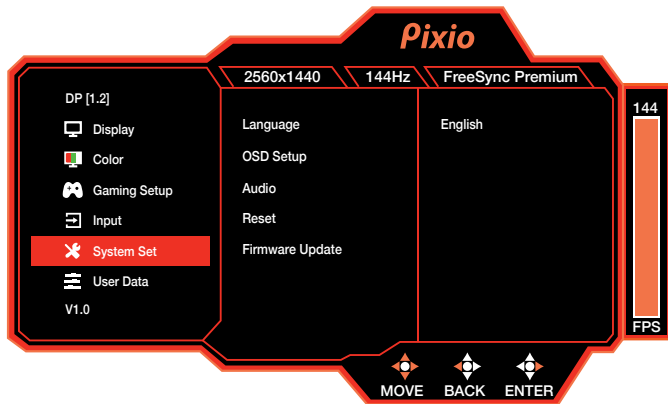 Pixio
2560x1440
144Hz
FreeSync Premium
DP [1.2]
Display
Color
Gaming Setup
Input
System Set
User Data
V1.0
Language
OSD Setup
Audio
Reset
Firmware Update
English
144
FPS
MOVE
BACK
ENTER